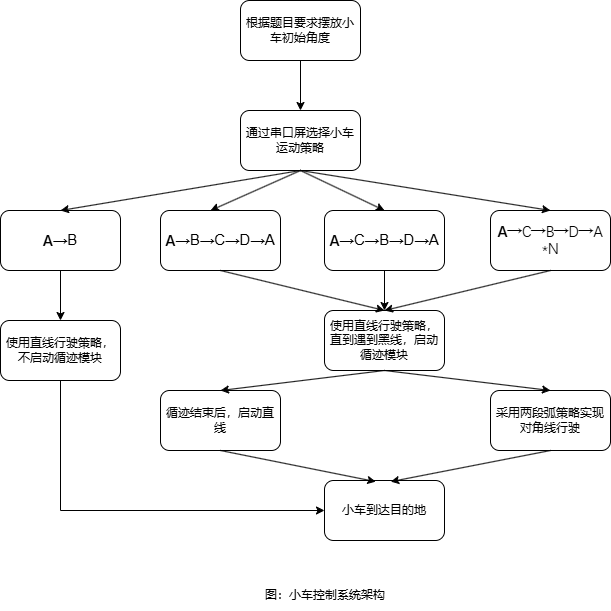 根据题目要求摆放小
车初始角度
通过串口屏选择小车
运动策略
A→B
A→B→C→D→A
A→C→B→D→A
A→C→B→D→A
*N
使用直线行驶策略，
不启动循迹模块
使用直线行驶策略，
直到遇到黑线，启动
循迹模块
循迹结束后，启动直
线
采用两段弧策略实现
对角线行驶
小车到达目的地
图：小车控制系统架构